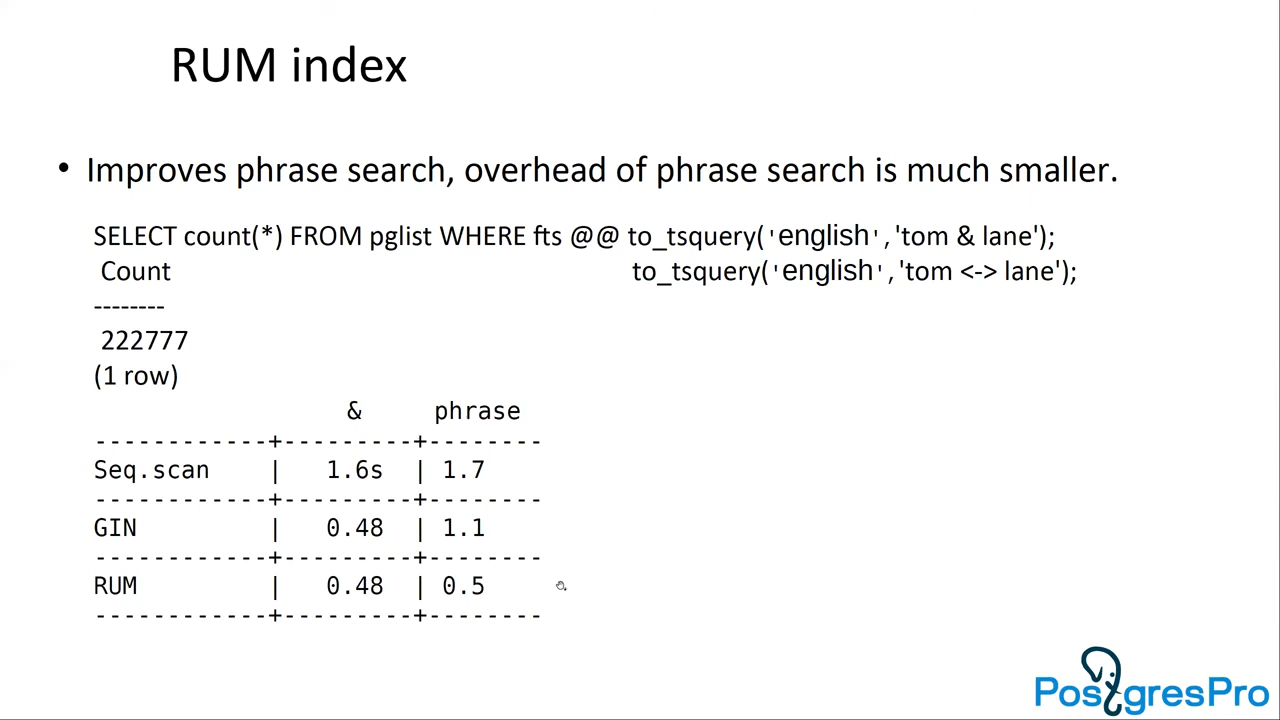 RUM index
• Improves phrase search, overhead of phrase search is much smaller.
SELECT count(*) FROM pglist WHERE fts @@ to_tsquery('english','tom & lane');
Count to_tsquery('english','tom <-> lane');
--------
222777
(1 row)
& phrase
------------+---------+--------
Seq.scan | 1.6s | 1.7
------------+---------+--------
GIN | 0.48 | 1.1
------------+---------+--------
RUM | 0.48 | 0.5
------------+---------+--------
PostgresPro